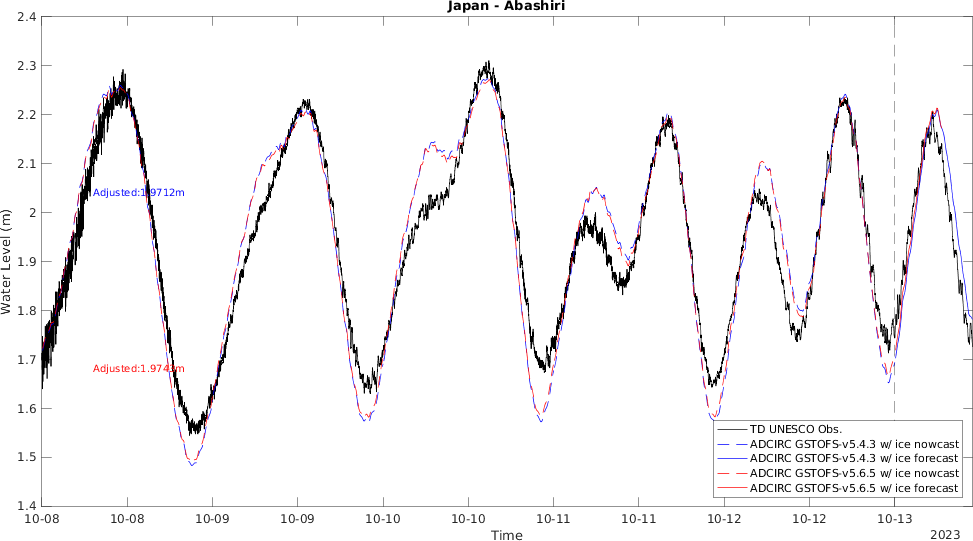 Japan - Abashiri
2.4
2.3
2.2
2.1
2
1.9
1.8
1.7
1.6
1.5
1.4
Water Level (m)
Adjusted:1.9712m
Adjusted:1.974
TD UNESCO Obs.
ADCIRC GSTOFS-v5.4.3 w/ ice nowcast
ADCIRC GSTOFS-v5.4.3 w/ ice forecast
ADCIRC GSTOFS-v5.6.5 w/ ice nowcast
ADCIRC GSTOFS-v5.6.5 w/ ice forecast
10-08 10-08 10-09 10-09 10-10 10-10 10-11 10-11 10-12 10-12 10-13
Time
2023